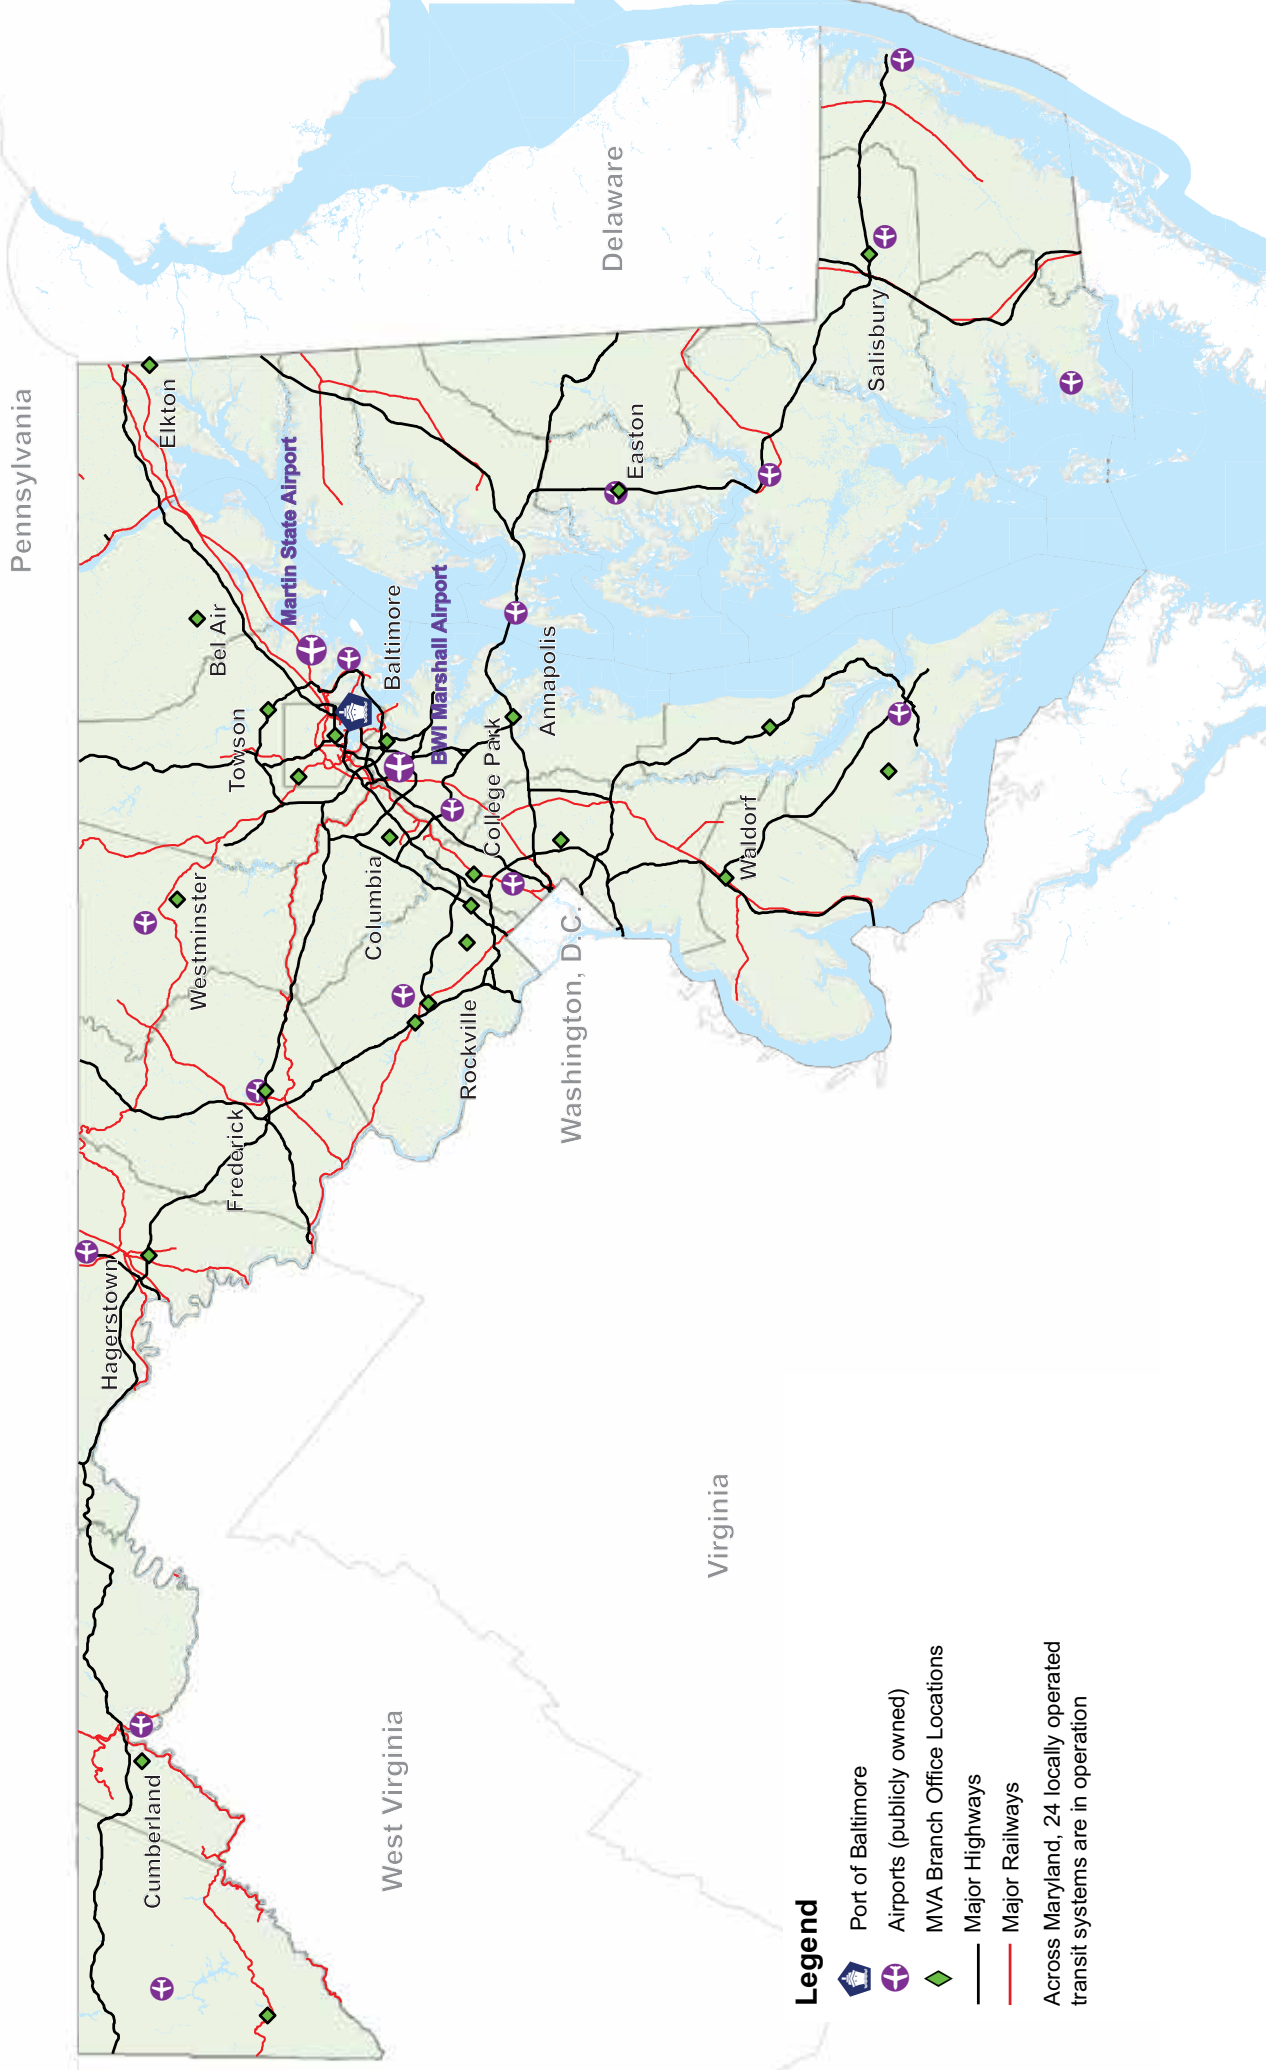 Pennsylvania
Delaware
Elkton
Martin State Airport
Bel Air
Baltimore
BWI Marshall Airport
Towson
Annapolis
College Park
Easton
Salisbury
Westminster
Columbia
Waldorf
Rockville
Washington, D.C.
Frederick
Hagerstown
Cumberland
West Virginia
Virginia
Legend
Port of Baltimore
Airports (publicly owned)
MVA Branch Office Locations
Major Highways
Major Railways
Across Maryland, 24 locally operated
transit systems are in operation